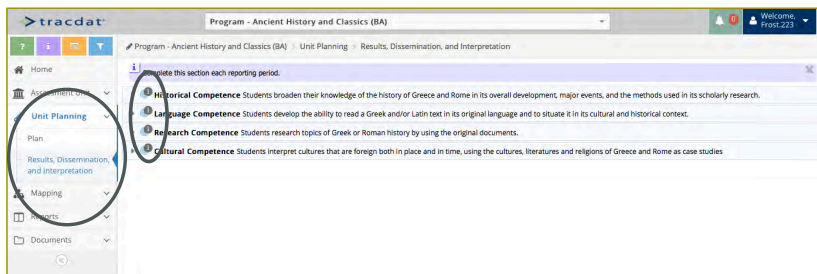 tracdat
Program - Ancient History and Classics (BA)
0
Welcome,
Frost.223
? i
Program - Ancient History and Classics (BA) > Unit Planning > Results, Dissemination, and Interpretation
Home
i Complete this section each reporting period.
Assessment Unit
Historical Competence Students broaden their knowledge of the history of Greece and Rome in its overall development, major events, and the methods used in its scholarly research.
Unit Planning
Language Competence Students develop the ability to read a Greek and/or Latin text in its original language and to situate it in its cultural and historical context.
Plan
Research Competence Students research topics of Greek or Roman history by using the original documents.
Results, Dissemination,
and Interpretation
Cultural Competence Students interpret cultures that are foreign both in place and in time, using the cultures, literatures and religions of Greece and Rome as case studies
Mapping
Reports
Documents